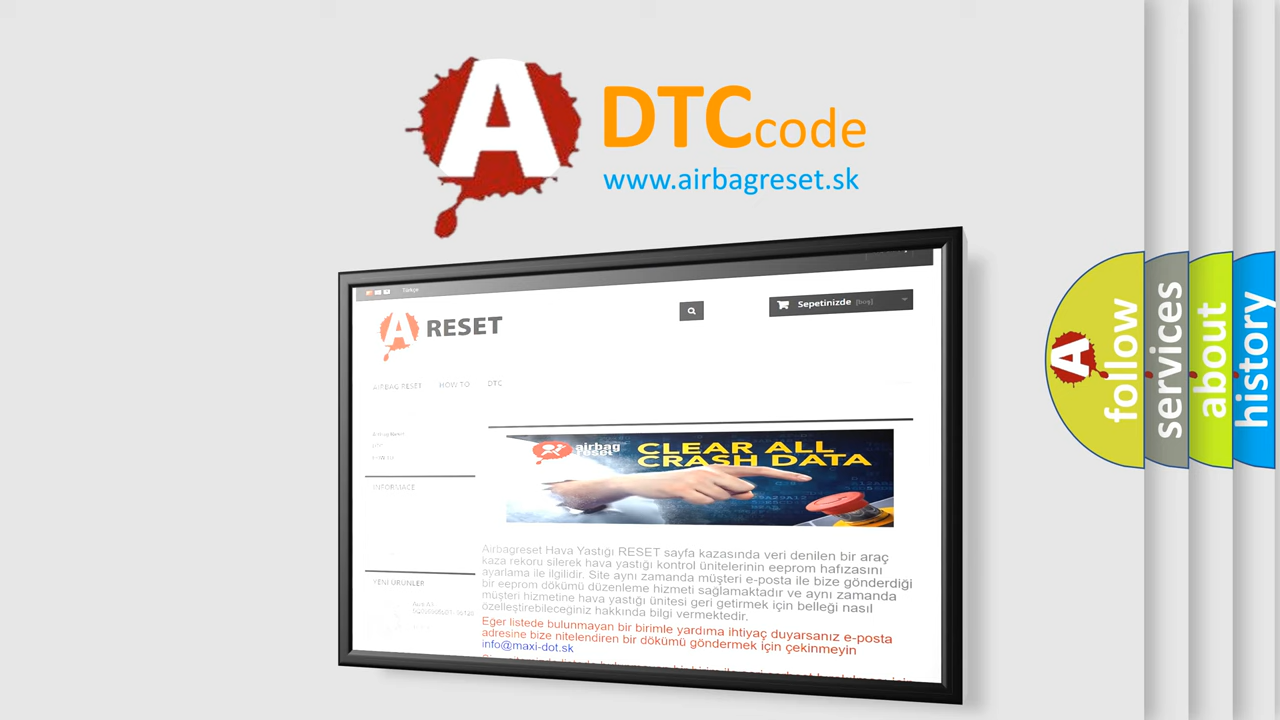 A
DTCcode
www.airbagreset.sk
Türkçe
A RESET
Sepetinizde [boş]
AIRBAG RESET HOW TO DTC
INFORMACE
YENI ÜRÜNLER
airbag
reset
CLEAR ALL
CRASH DATA
Airbagreset Hava Yastığı RESET sayfa kazasında veri denilen bir araç
kaza rekoru silerek hava yastığı kontrol ünitelerinin eeprom hafızasını
ayarlama ile ilgilidir. Site aynı zamanda müşteri e-posta ile bize gönderdiği
bir eeprom dökümü düzenleme hizmeti sağlamaktadır ve aynı zamanda
müşteri hizmetine hava yastığı ünitesi geri getirmek için belleği nasıl
özelleştirebileceğiniz hakkında bilgi vermektedir.
Eğer listede bulunmayan bir birimle yardıma ihtiyaç duyarsanız e-posta
adresine bize nitelendiren bir dökümü göndermek için çekinmeyin
info@maxi-dot.sk
A
follow
services
about
history